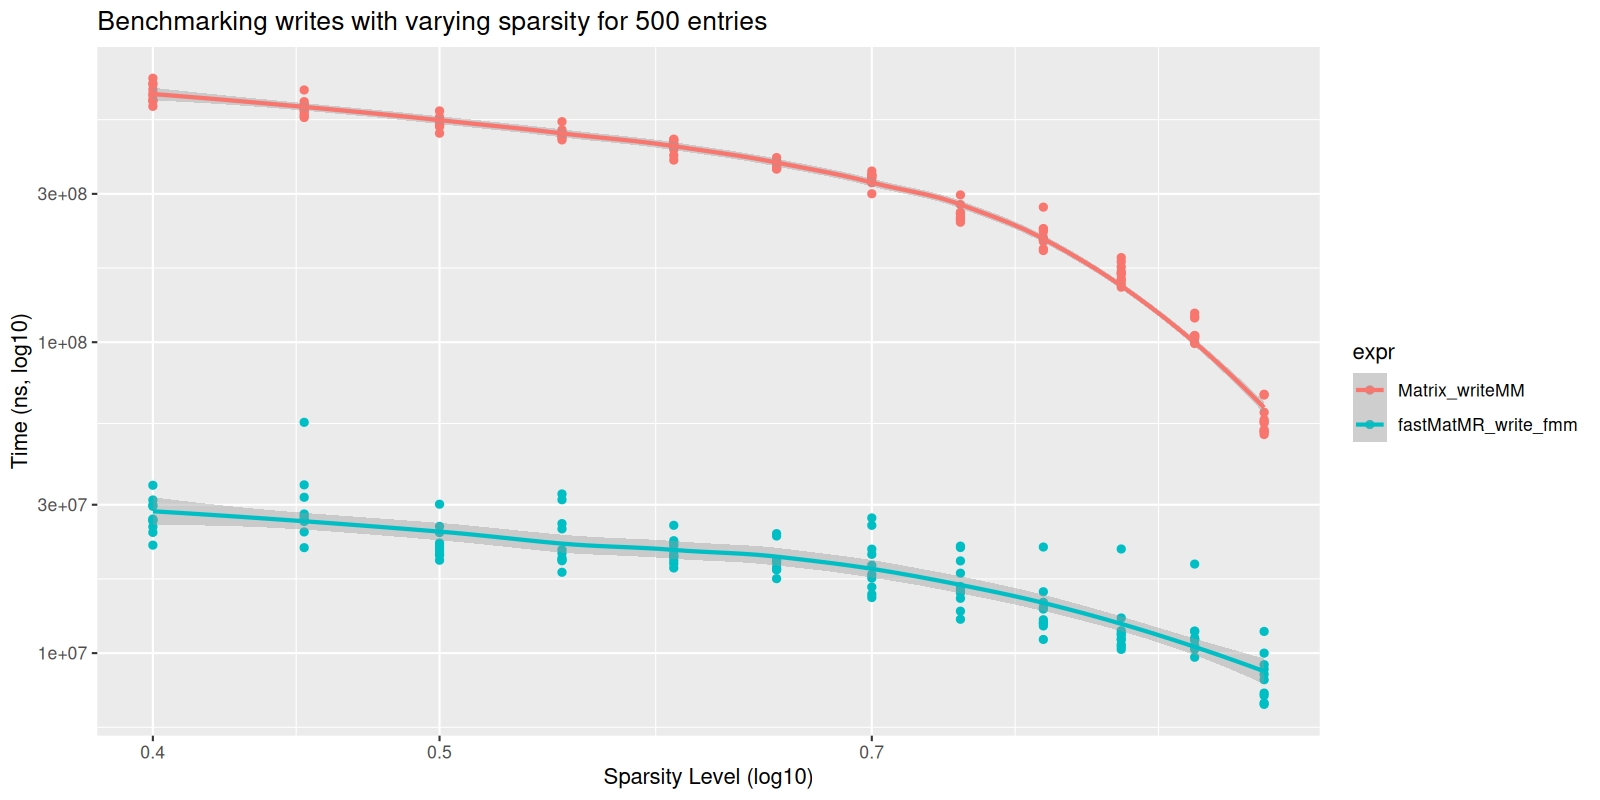 Benchmarking writes with varying sparsity for 500 entries
Time (ns, log10)
3e+08
1e+08
3e+07
1e+07
0.4
0.5
0.7
Sparsity Level (log10)
expr
Matrix_writeMM
fastMatMR_write_fmm